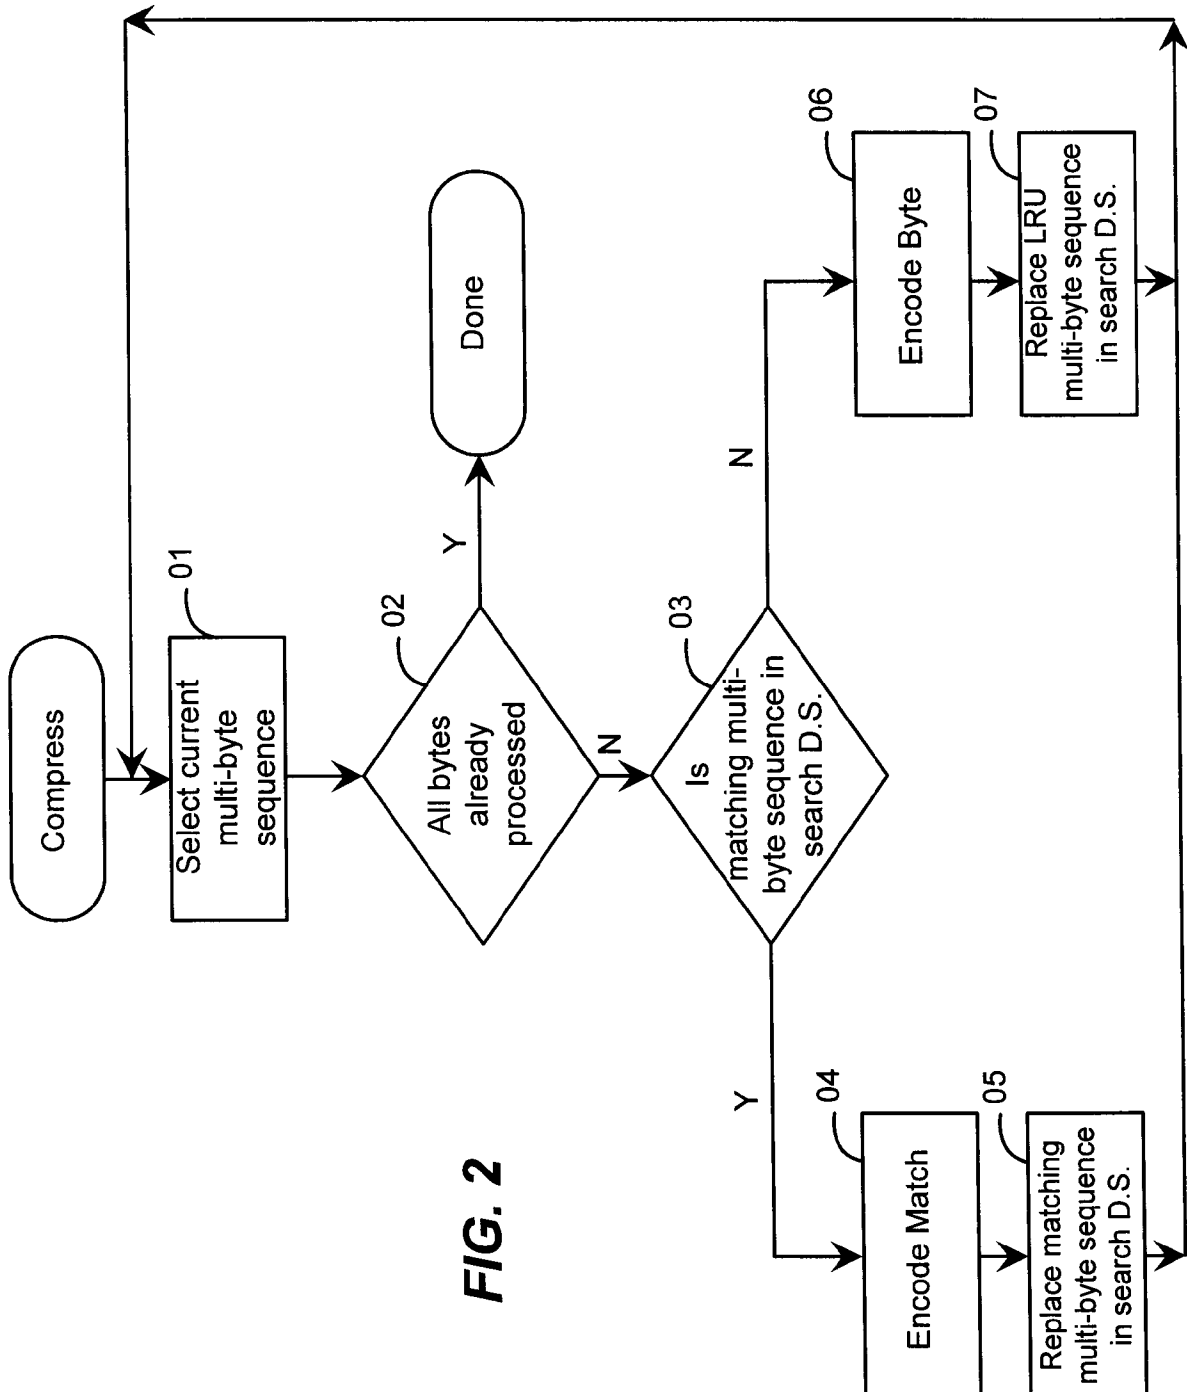 Compress
01
Select current
multi-byte
sequence
02
All bytes
already
processed
Y
Done
N
03
Is
matching multi-
byte sequence in
search D.S.
Y
N
04
Encode Match
05
Replace matching
multi-byte sequence
in search D.S.
06
Encode Byte
07
Replace LRU
multi-byte sequence
in search D.S.
FIG. 2